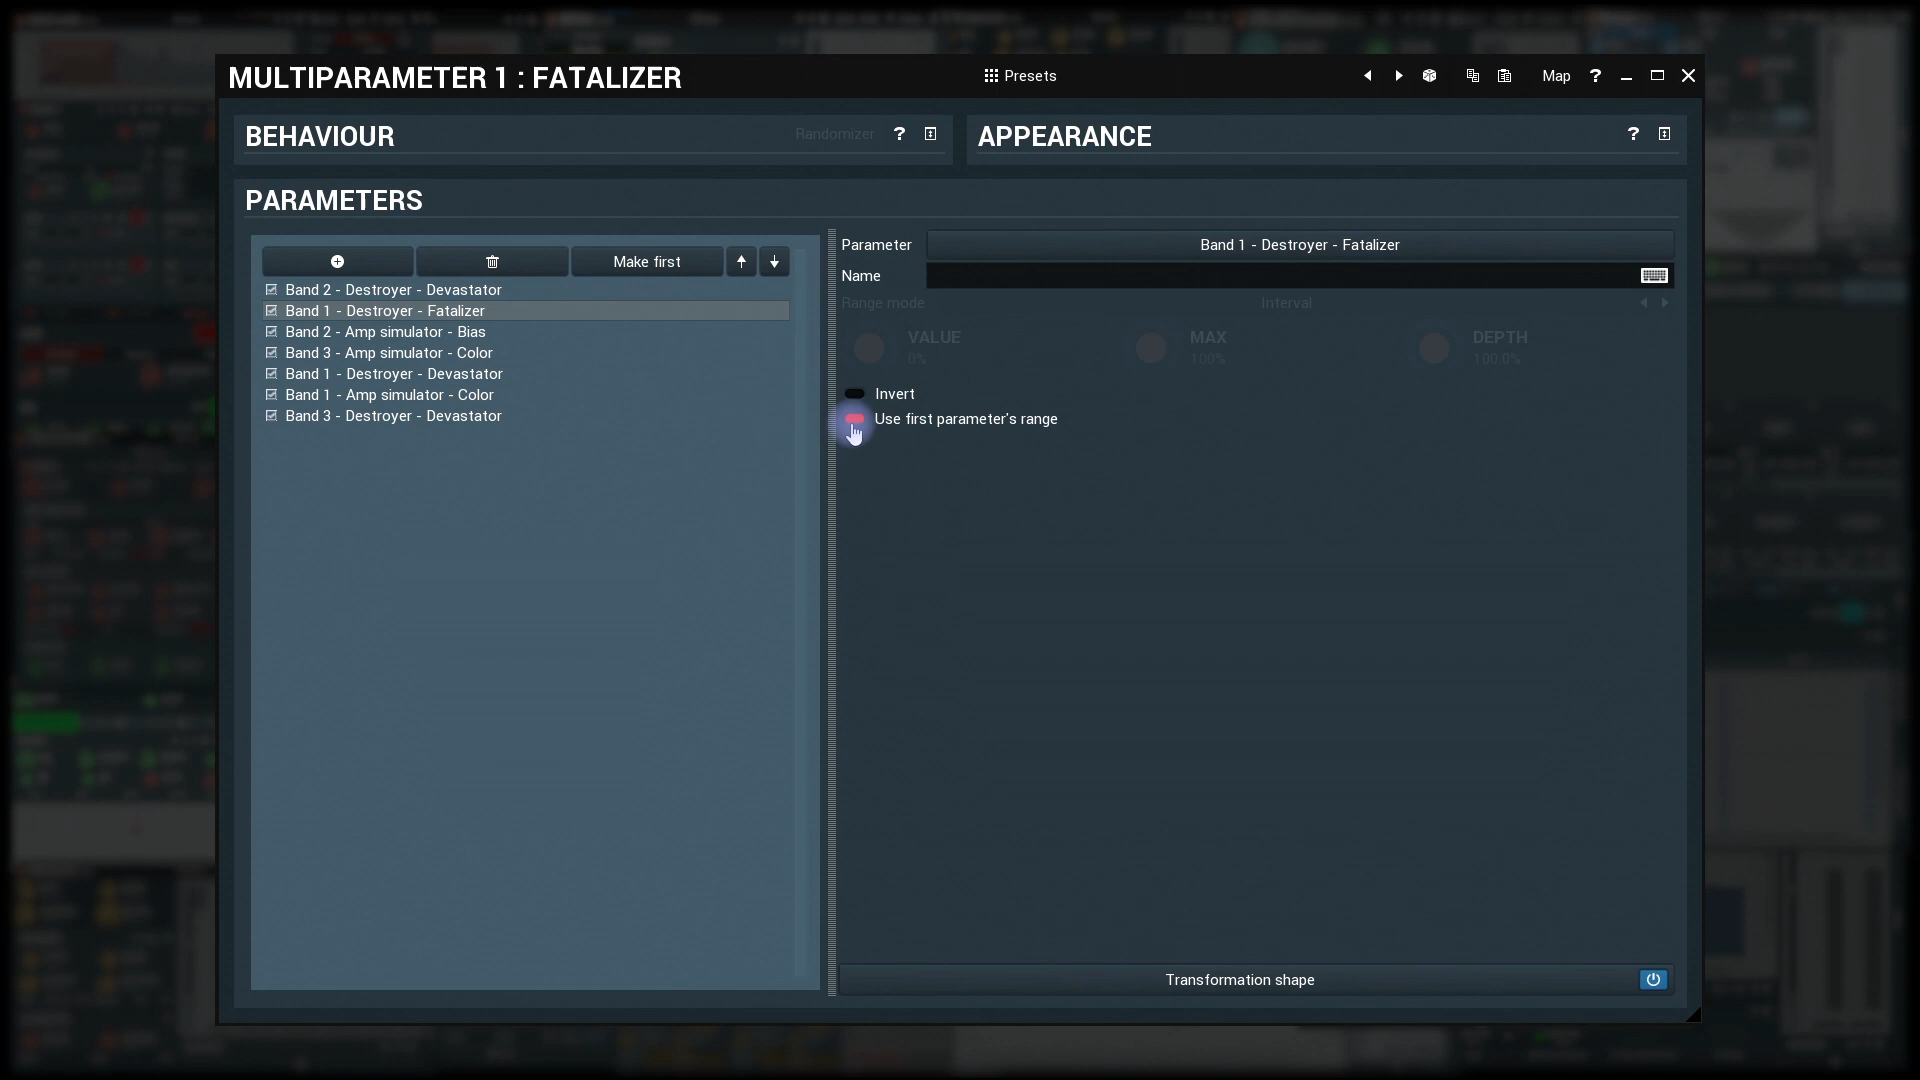 MULTIPARAMETER 1 : FATALIZER
Presets
Map ?
BEHAVIOUR
Randomizer ?
APPEARANCE
?
PARAMETERS
Make first
Band 2 - Destroyer - Devastator
Band 1 - Destroyer - Fatalizer
Band 2 - Amp simulator - Bias
Band 3 - Amp simulator - Color
Band 1 - Destroyer - Devastator
Band 1 - Amp simulator - Color
Band 3 - Destroyer - Devastator
Parameter Band 1 - Destroyer - Fatalizer
Name
Range mode Interval
VALUE
0%
MAX
100%
DEPTH
100.0%
Invert
Use first parameter's range
Transformation shape